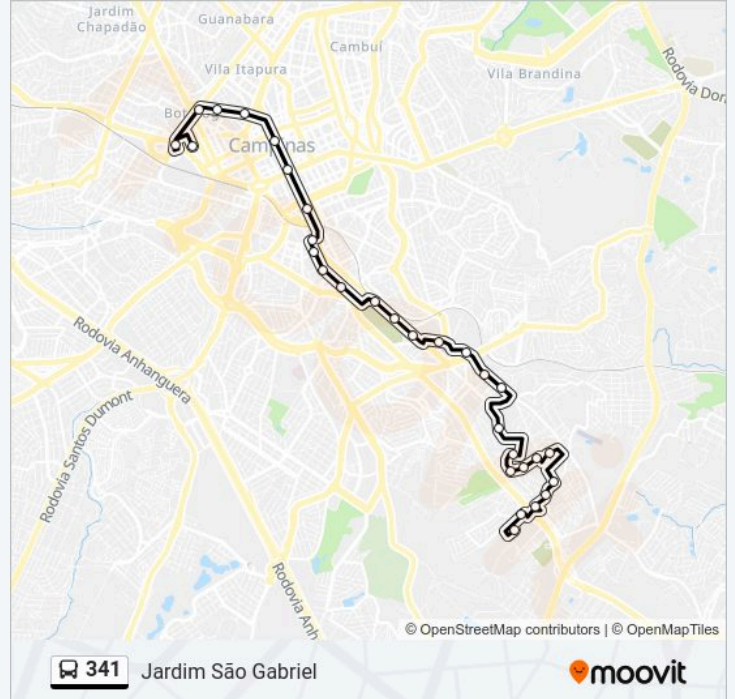 Jardim
Chapadão
Guanabara
Cambuí
Vila Itapura
Vila Brandina
Rodovia Don
Campinas
Rodovia Anhanguera
Rodovia Santos Dumont
Rodovia Anh
© OpenStreetMap contributors | © OpenMapTiles
341 Jardim São Gabriel
moovit